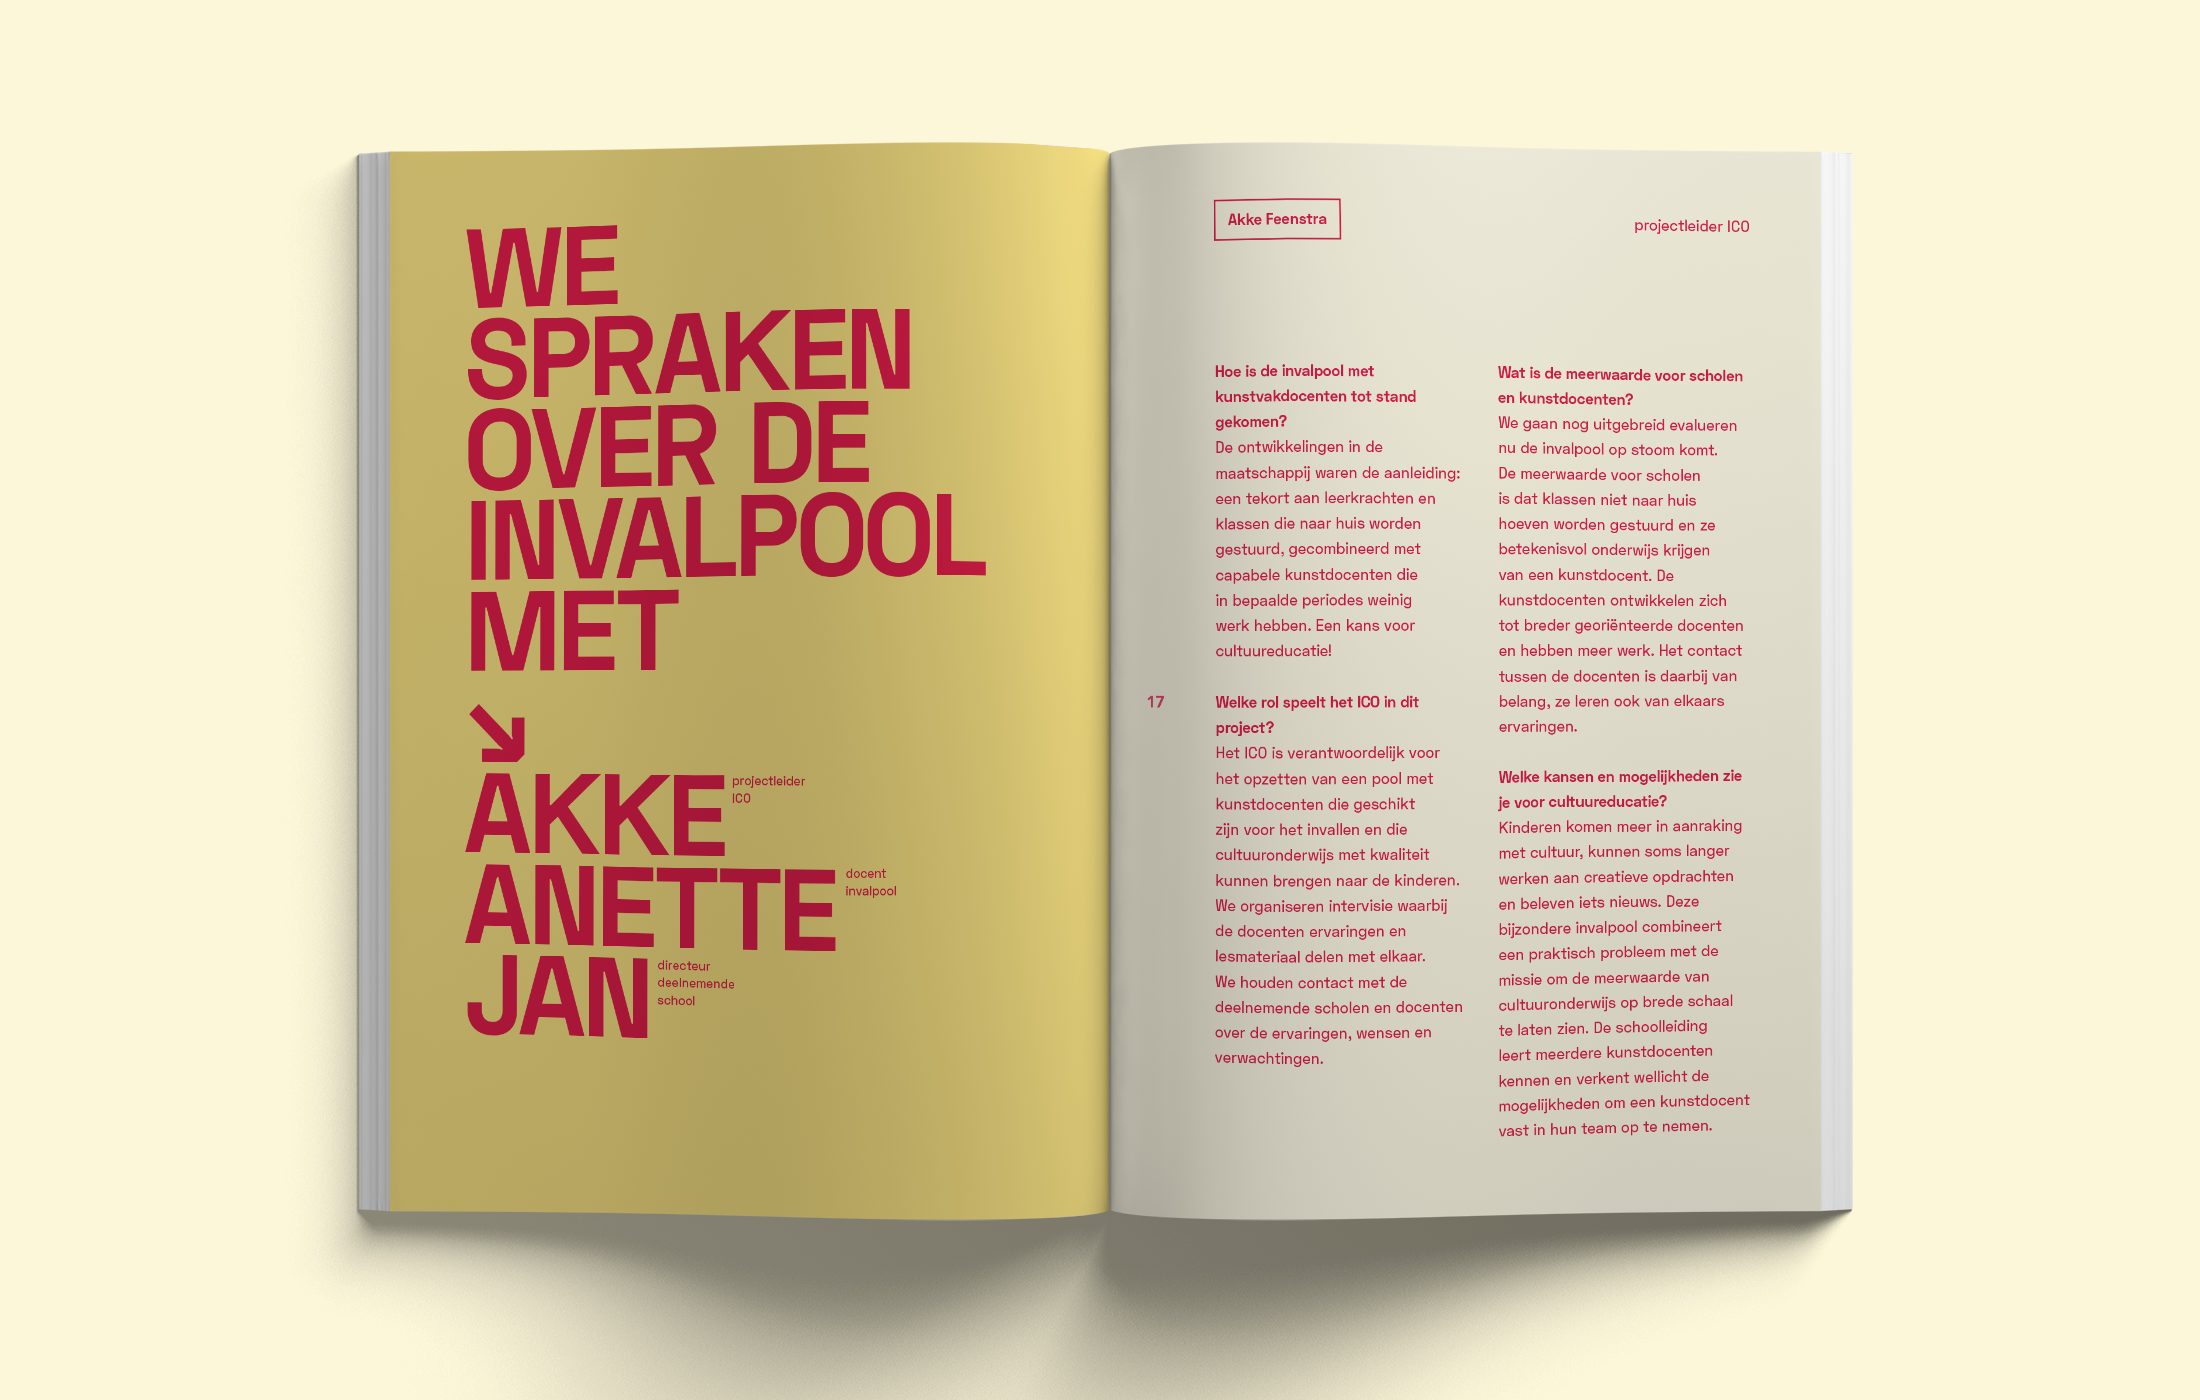 WE
SPRAKEN
OVER DE
INVALPOOL
MET
↘
AKKE
projectleider
ICO
ANETTE
docent
invalpool
JAN
directeur
deelnemende
school
Akke Feenstra
projectleider ICO
Hoe is de invalpool met
kunstvakdocenten tot stand
gekomen?
De ontwikkelingen in de
maatschappij waren de aanleiding:
een tekort aan leerkrachten en
klassen die naar huis worden
gestuurd, gecombineerd met
capabele kunstdocenten die
in bepaalde periodes weinig
werk hebben. Een kans voor
cultuureducatie!
17
Welke rol speelt het ICO in dit
project?
Het ICO is verantwoordelijk voor
het opzetten van een pool met
kunstdocenten die geschikt
zijn voor het invallen en die
cultuuronderwijs met kwaliteit
kunnen brengen naar de kinderen.
We organiseren intervisie waarbij
de docenten ervaringen en
lesmateriaal delen met elkaar.
We houden contact met de
deelnemende scholen en docenten
over de ervaringen, wensen en
verwachtingen.
Wat is de meerwaarde voor scholen
en kunstdocenten?
We gaan nog uitgebreid evalueren
nu de invalpool op stoom komt.
De meerwaarde voor scholen
is dat klassen niet naar huis
hoeven worden gestuurd en ze
betekenisvol onderwijs krijgen
van een kunstdocent. De
kunstdocenten ontwikkelen zich
tot breder georiënteerde docenten
en hebben meer werk. Het contact
tussen de docenten is daarbij van
belang, ze leren ook van elkaars
ervaringen.
Welke kansen en mogelijkheden zie
je voor cultuureducatie?
Kinderen komen meer in aanraking
met cultuur, kunnen soms langer
werken aan creatieve opdrachten
en beleven iets nieuws. Deze
bijzondere invalpool combineert
een praktisch probleem met de
missie om de meerwaarde van
cultuuronderwijs op brede schaal
te laten zien. De schoolleiding
leert meerdere kunstdocenten
kennen en verkent wellicht de
mogelijkheden om een kunstdocent
vast in hun team op te nemen.